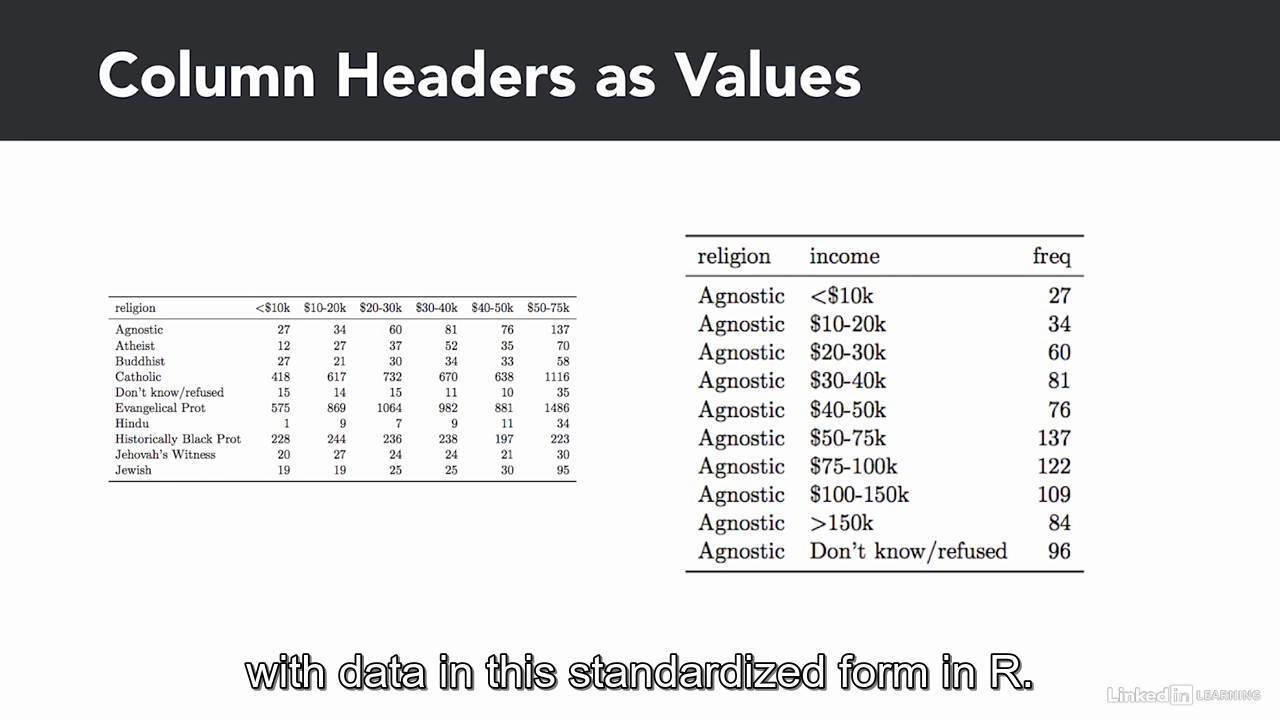 Column Headers as Values
religion <$10k $10-20k $20-30k $30-40k $40-50k $50-75k
Agnostic 27 34 60 81 76 137
Atheist 12 27 37 52 35 70
Buddhist 27 21 30 34 33 58
Catholic 418 617 732 670 638 1116
Don't know/refused 15 14 15 11 10 35
Evangelical Prot 575 869 1064 982 881 1486
Hindu 1 9 7 9 11 34
Historically Black Prot 228 244 236 238 197 223
Jehovah's Witness 20 27 24 24 21 30
Jewish 19 19 25 25 30 95
religion income freq
Agnostic <$10k 27
Agnostic $10-20k 34
Agnostic $20-30k 60
Agnostic $30-40k 81
Agnostic $40-50k 76
Agnostic $50-75k 137
Agnostic $75-100k 122
Agnostic $100-150k 109
Agnostic >150k 84
Agnostic Don't know/refused 96
with data in this standardized form in R.
LinkedIn LEARNING